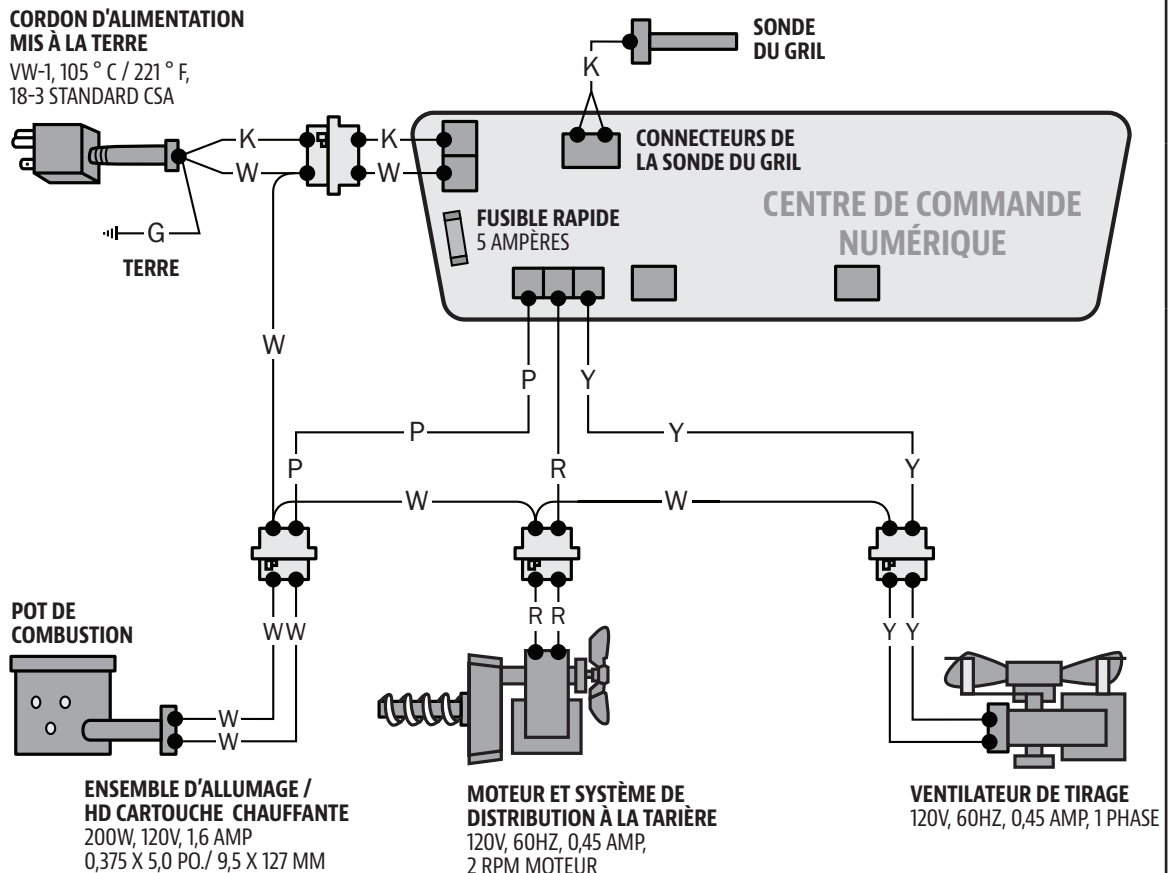 CORDON D'ALIMENTATION
MIS À LA TERRE
VW-1, 105 ° C / 221 ° F,
18-3 STANDARD CSA
SONDE
DU GRIL
K
CONNECTEURS DE
LA SONDE DU GRIL
K
K
W
W
CENTRE DE COMMANDE
NUMÉRIQUE
FUSIBLE RAPIDE
5 AMPÈRES
G
TERRE
W
P
Y
P
Y
P
R
Y
W
W
POT DE
COMBUSTION
W W
R R
Y Y
W
W
ENSEMBLE D'ALLUMAGE /
HD CARTOUCHE CHAUFFANTE
200W, 120V, 1,6 AMP
0,375 X 5,0 PO./ 9,5 X 127 MM
MOTEUR ET SYSTÈME DE
DISTRIBUTION À LA TARIÈRE
120V, 60HZ, 0,45 AMP,
2 RPM MOTEUR
VENTILATEUR DE TIRAGE
120V, 60HZ, 0,45 AMP, 1 PHASE